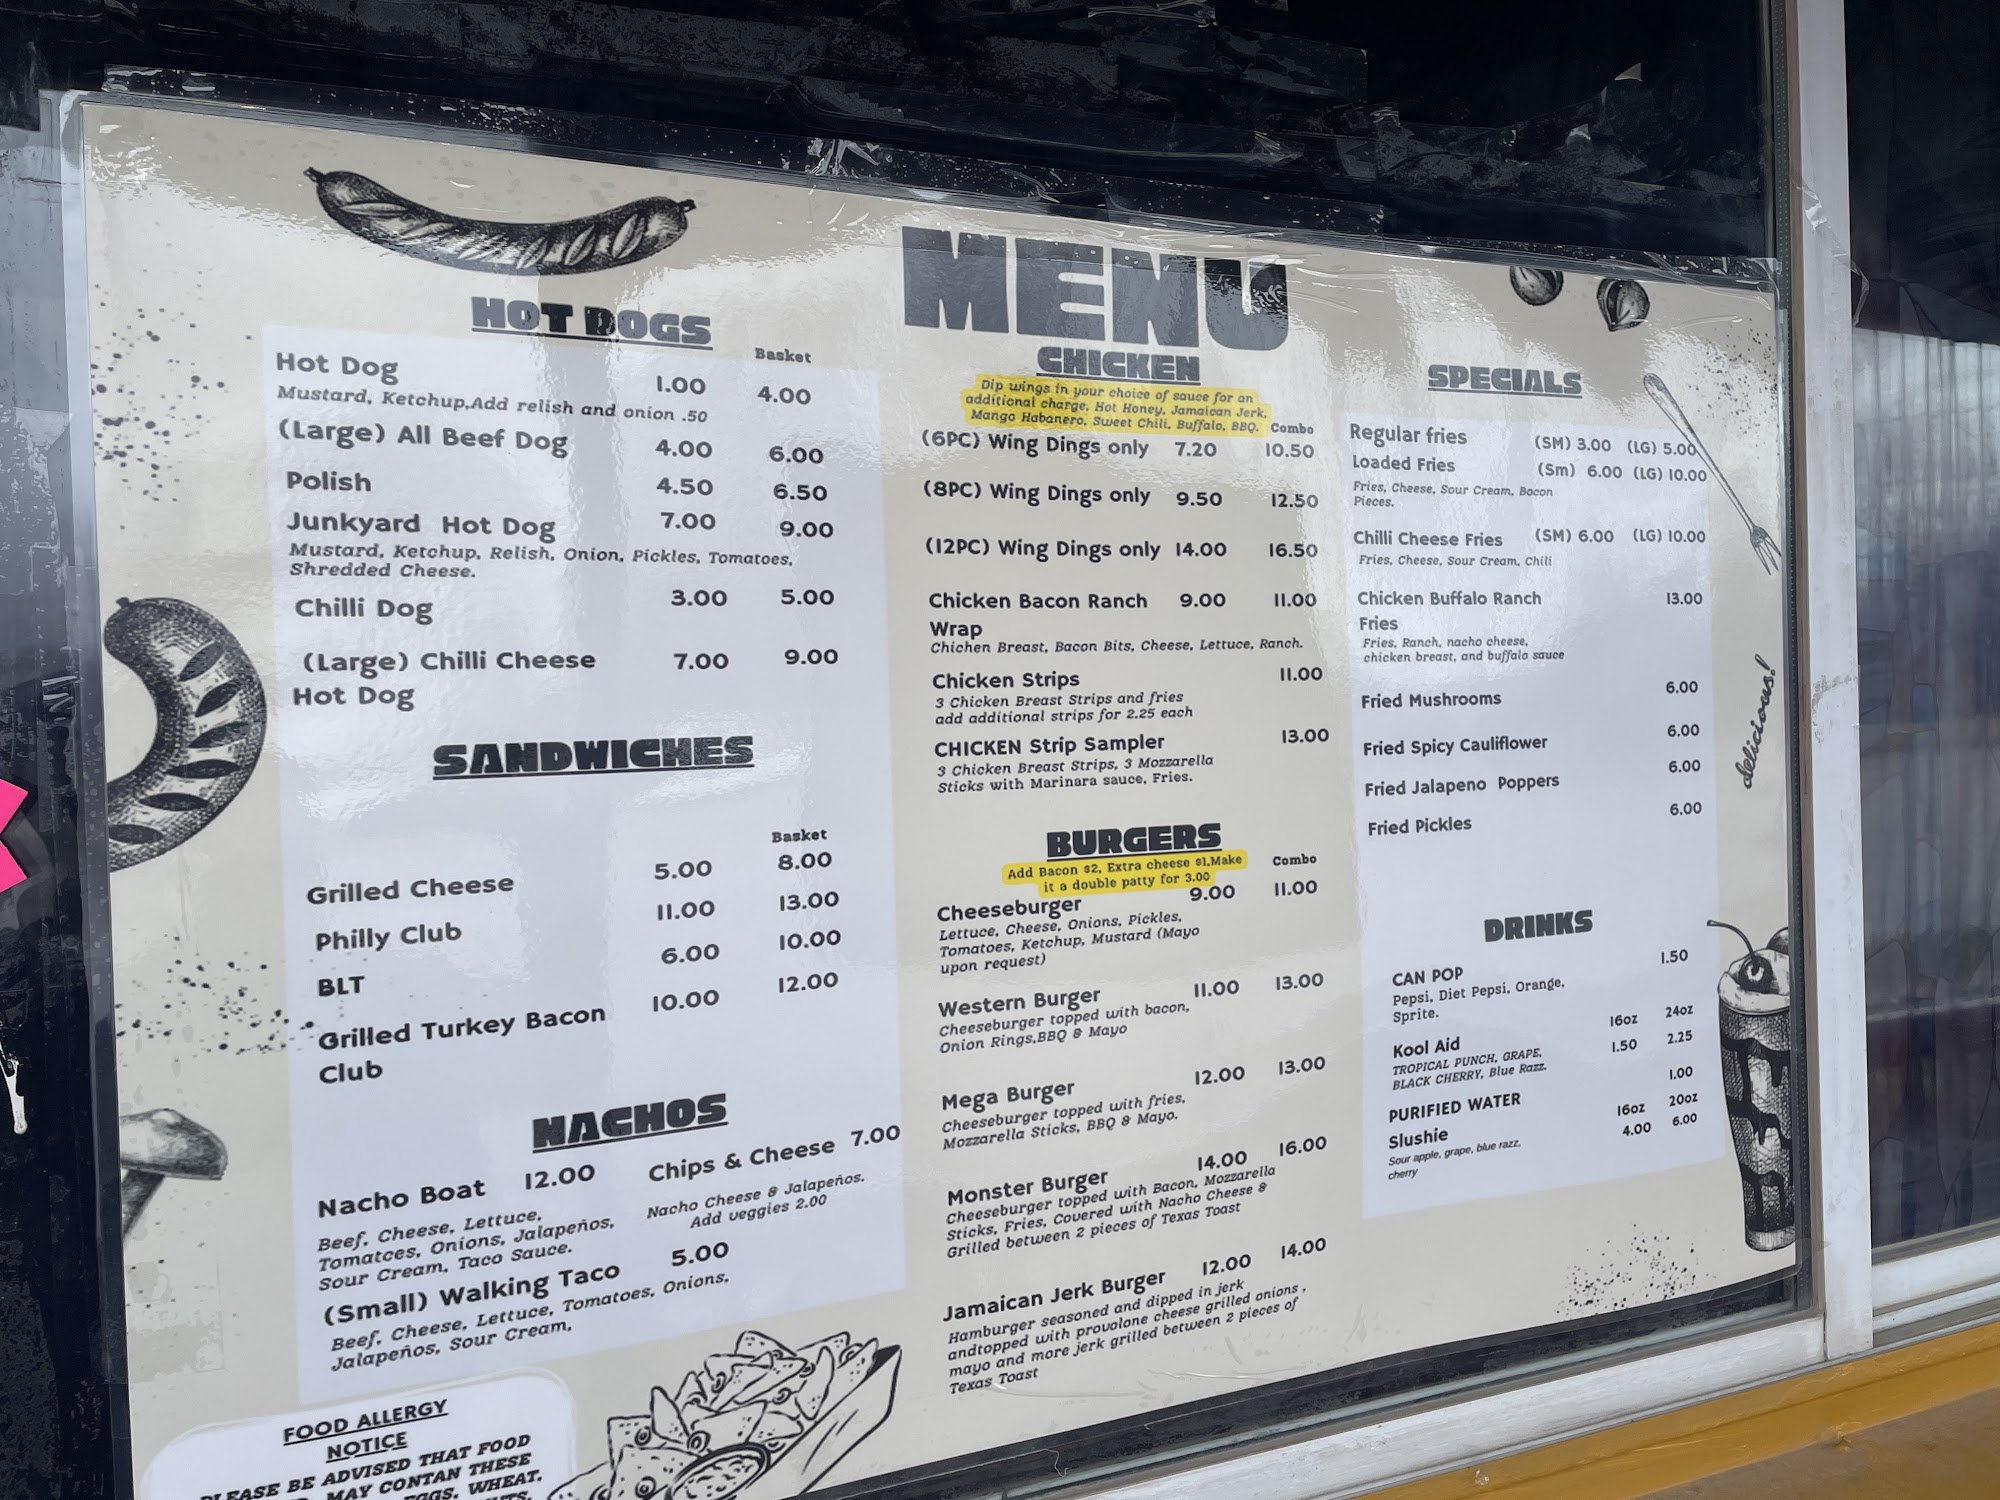 MENU
HOT DOGS
Basket
Hot Dog 1.00 4.00
Mustard, Ketchup,Add relish and onion .50
(Large) All Beef Dog 4.00 6.00
Polish 4.50 6.50
Junkyard Hot Dog 7.00 9.00
Mustard, Ketchup, Relish, Onion, Pickles, Tomatoes,
Shredded Cheese.
Chilli Dog 3.00 5.00
(Large) Chilli Cheese 7.00 9.00
Hot Dog
SANDWICHES
Basket
Grilled Cheese 5.00 8.00
Philly Club 11.00 13.00
BLT 6.00 10.00
Grilled Turkey Bacon 10.00 12.00
Club
NACHOS
Nacho Boat 12.00
Beef, Cheese, Lettuce,
Tomatoes, Onions, Jalapeños,
Sour Cream, Taco Sauce.
Chips & Cheese 7.00
Nacho Cheese & Jalapeños.
Add veggies 2.00
(Small) Walking Taco 5.00
Beef, Cheese, Lettuce, Tomatoes, Onions,
Jalapeños, Sour Cream,
FOOD ALLERGY
NOTICE
PLEASE BE ADVISED THAT FOOD
MAY CONTAN THESE
EGGS, WHEAT,
CHICKEN
Dip wings in your choice of sauce for an
additional charge, Hot Honey, Jamaican Jerk,
Mango Habanero, Sweet Chili, Buffalo, BBQ.
Combo
(6PC) Wing Dings only 7.20 10.50
(8PC) Wing Dings only 9.50 12.50
(12PC) Wing Dings only 14.00 16.50
Chicken Bacon Ranch 9.00 11.00
Wrap
Chichen Breast, Bacon Bits, Cheese, Lettuce, Ranch.
Chicken Strips 11.00
3 Chicken Breast Strips and fries
add additional strips for 2.25 each
CHICKEN Strip Sampler 13.00
3 Chicken Breast Strips, 3 Mozzarella
Sticks with Marinara sauce, Fries.
BURGERS
Add Bacon $2, Extra cheese $1,Make
it a double patty for 3.00
Combo
Cheeseburger 9.00 11.00
Lettuce, Cheese, Onions, Pickles,
Tomatoes, Ketchup, Mustard (Mayo
upon request)
Western Burger 11.00 13.00
Cheeseburger topped with bacon,
Onion Rings,BBQ & Mayo
Mega Burger 12.00 13.00
Cheeseburger topped with fries,
Mozzarella Sticks, BBQ & Mayo.
Monster Burger 14.00 16.00
Cheeseburger topped with Bacon, Mozzarella
Sticks, Fries, Covered with Nacho Cheese &
Grilled between 2 pieces of Texas Toast
Jamaican Jerk Burger 12.00 14.00
Hamburger seasoned and dipped in jerk
andtopped with provolone cheese grilled onions ,
mayo and more jerk grilled between 2 pieces of
Texas Toast
SPECIALS
Regular fries (SM) 3.00 (LG) 5.00
Loaded Fries (Sm) 6.00 (LG) 10.00
Fries, Cheese, Sour Cream, Bacon
Pieces.
Chilli Cheese Fries (SM) 6.00 (LG) 10.00
Fries, Cheese, Sour Cream, Chili
Chicken Buffalo Ranch 13.00
Fries
Fries, Ranch, nacho cheese,
chicken breast, and buffalo sauce
Fried Mushrooms 6.00
Fried Spicy Cauliflower 6.00
Fried Jalapeno Poppers 6.00
Fried Pickles 6.00
delicious!
DRINKS
CAN POP 1.50
Pepsi, Diet Pepsi, Orange,
Sprite.
16oz 24oz
Kool Aid 1.50 2.25
TROPICAL PUNCH, GRAPE,
BLACK CHERRY, Blue Razz.
PURIFIED WATER 1.00
16oz 20oz
Slushie 4.00 6.00
Sour apple, grape, blue razz,
cherry